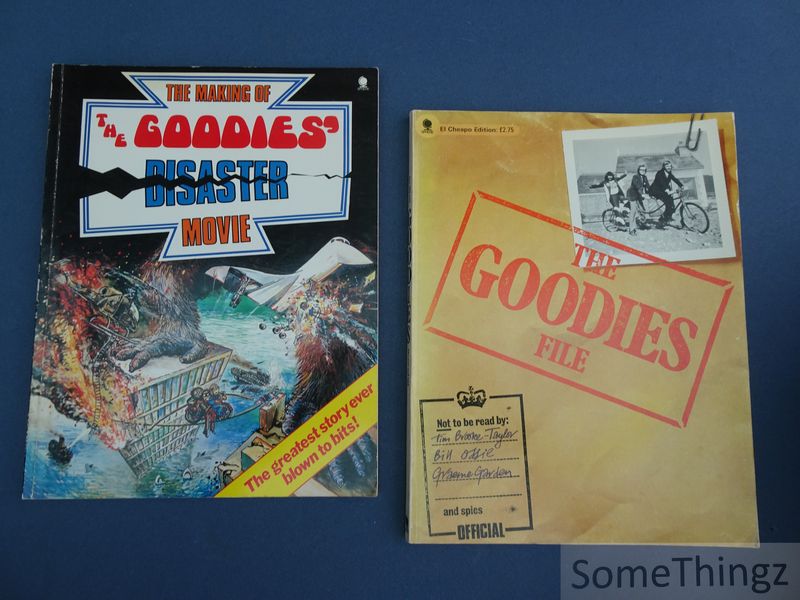 THE MAKING OF
THE GOODIES'
DISASTER
MOVIE
The greatest story ever
blown to bits!
El Cheapo Edition: £2.75
THE
GOODIES
FILE
Not to be read by:
Tim Brooke-Taylor
Bill Oddie
Graeme Garden
and spies
OFFICIAL
SomeThingz